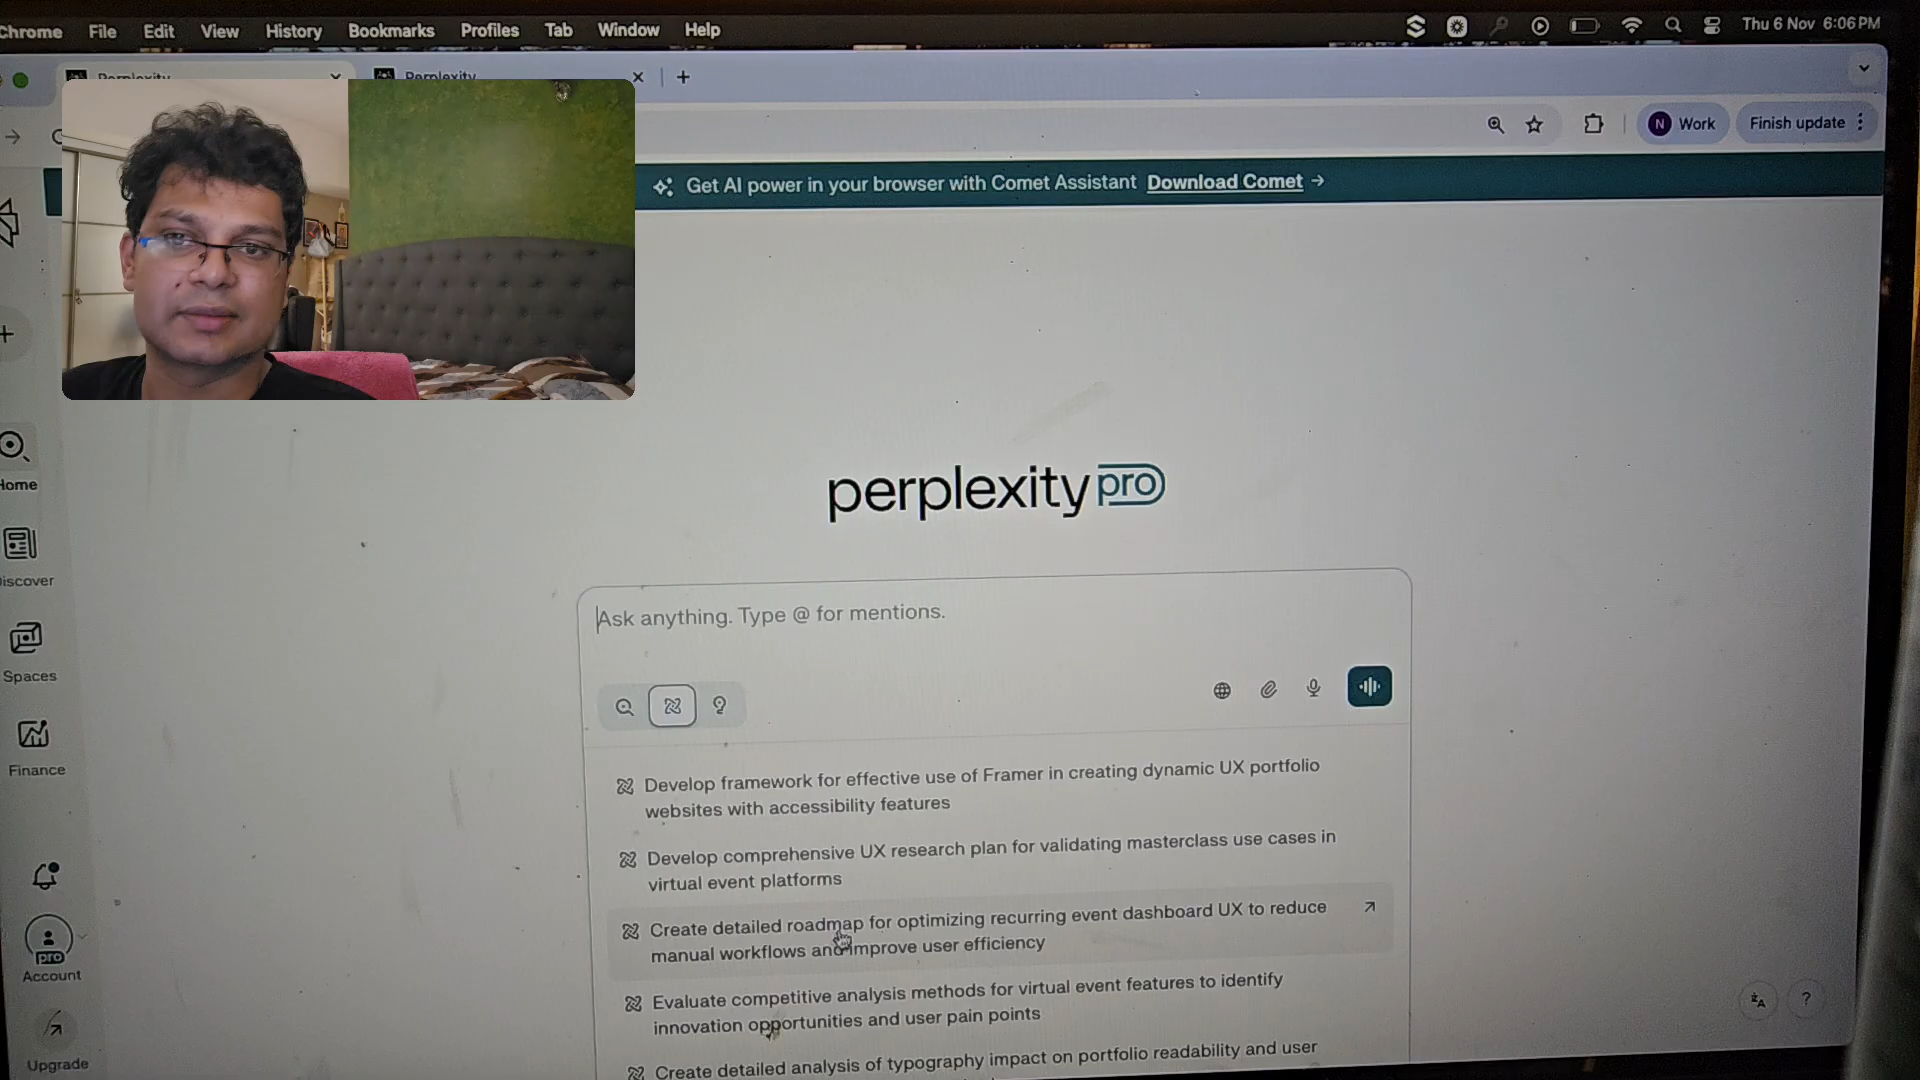 Chrome File Edit View History Bookmarks Profiles Tab Window Help Thu 6 Nov 6:06 PM
Perplexity Perplexity
N Work Finish update
Get AI power in your browser with Comet Assistant Download Comet →
Home
Discover
Spaces
Finance
pro
Account
Upgrade
perplexity pro
Ask anything. Type @ for mentions.
Develop framework for effective use of Framer in creating dynamic UX portfolio
websites with accessibility features
Develop comprehensive UX research plan for validating masterclass use cases in
virtual event platforms
Create detailed roadmap for optimizing recurring event dashboard UX to reduce
manual workflows and improve user efficiency
Evaluate competitive analysis methods for virtual event features to identify
innovation opportunities and user pain points
Create detailed analysis of typography impact on portfolio readability and user
?